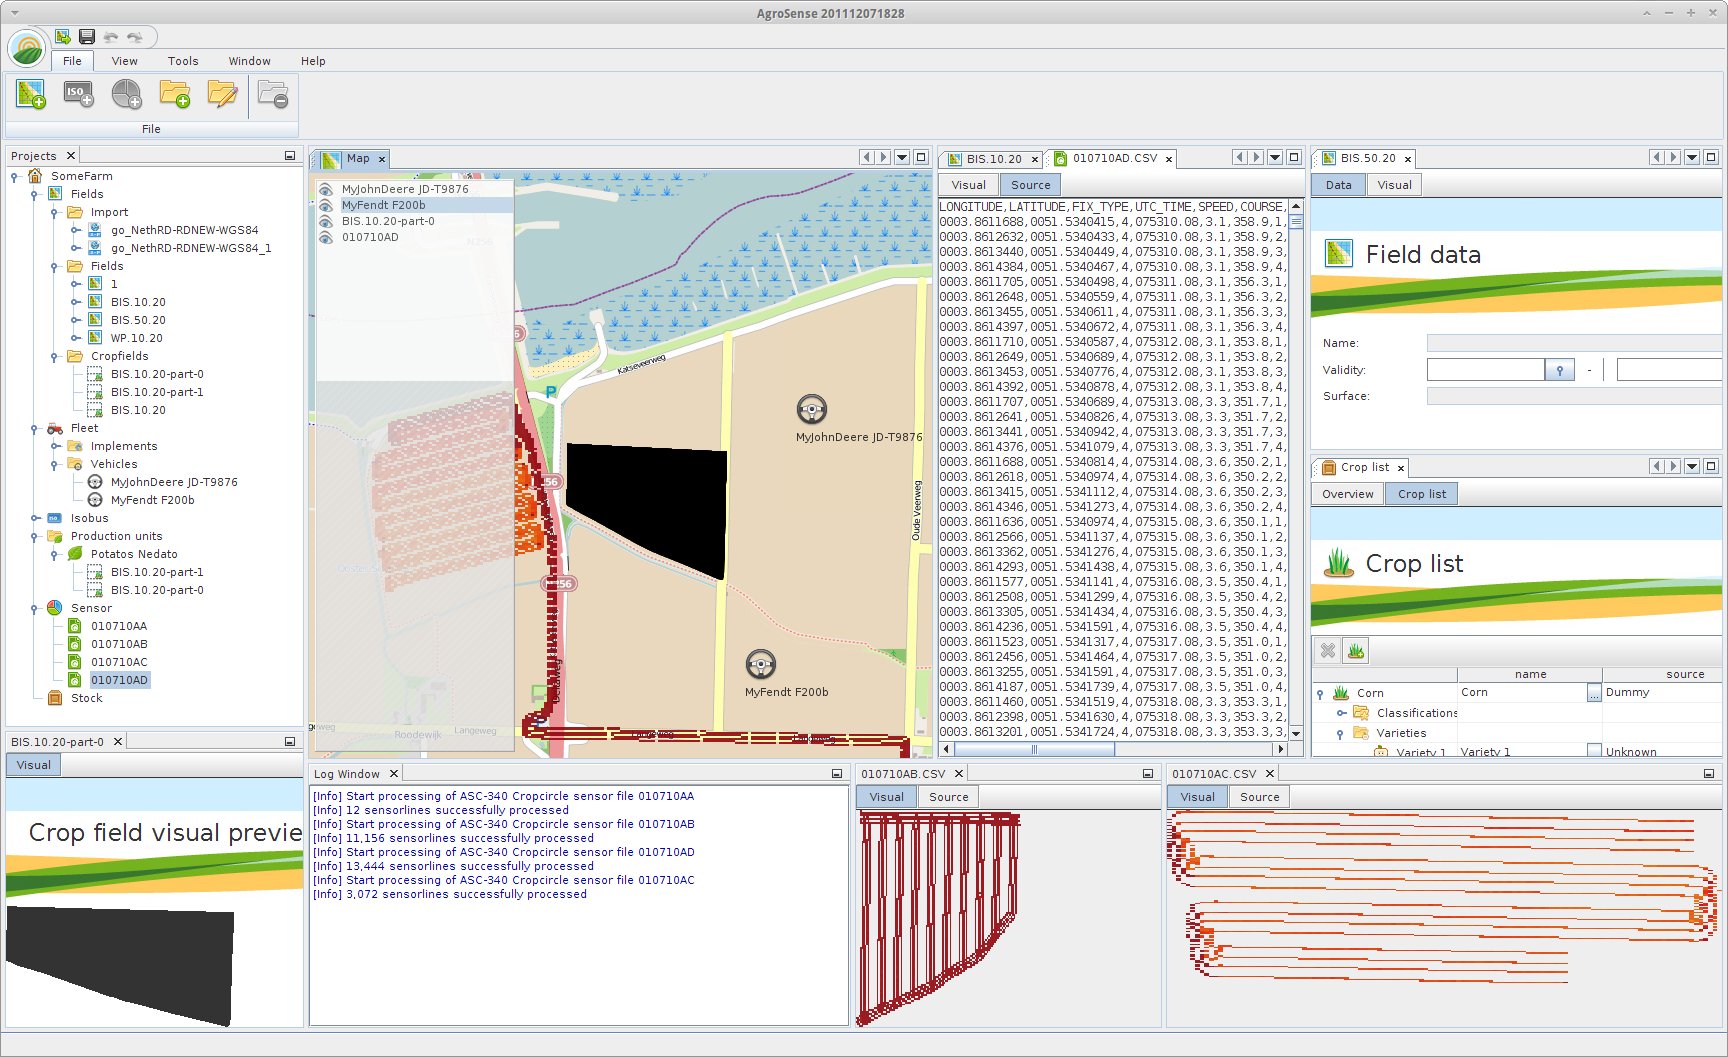 AgroSense 201112071828
File View Tools Window Help
ISO
File
Projects
SomeFarm
Fields
Import
go_NethRD-RDNEW-WGS84
go_NethRD-RDNEW-WGS84_1
Fields
1
BIS.10.20
BIS.50.20
WP.10.20
Cropfields
BIS.10.20-part-0
BIS.10.20-part-1
BIS.10.20
Fleet
Implements
Vehicles
MyJohnDeere JD-T9876
MyFendt F200b
Isobus
Production units
Potatos Nedato
BIS.10.20-part-1
BIS.10.20-part-0
Sensor
010710AA
010710AB
010710AC
010710AD
Stock
BIS.10.20-part-0
Visual
Crop field visual previe
Map
MyJohnDeere JD-T9876
MyFendt F200b
BIS.10.20-part-0
010710AD
N256
Katseveerweg
P
MyJohnDeere JD-T9876
56
Oude Veerweg
56
MyFendt F200b
Roodewijk
Langeweg
BIS.10.20 010710AD.CSV
Visual Source
LONGITUDE,LATITUDE,FIX_TYPE,UTC_TIME,SPEED,COURSE,
0003.8611688,0051.5340415,4,075310.08,3.1,358.9,1,
0003.8612632,0051.5340433,4,075310.08,3.1,358.9,2,
0003.8613440,0051.5340449,4,075310.08,3.1,358.9,3,
0003.8614384,0051.5340467,4,075310.08,3.1,358.9,4,
0003.8611705,0051.5340498,4,075311.08,3.1,356.3,1,
0003.8612648,0051.5340559,4,075311.08,3.1,356.3,2,
0003.8613455,0051.5340611,4,075311.08,3.1,356.3,3,
0003.8614397,0051.5340672,4,075311.08,3.1,356.3,4,
0003.8611710,0051.5340587,4,075312.08,3.1,353.8,1,
0003.8612649,0051.5340689,4,075312.08,3.1,353.8,2,
0003.8613453,0051.5340776,4,075312.08,3.1,353.8,3,
0003.8614392,0051.5340878,4,075312.08,3.1,353.8,4,
0003.8611707,0051.5340689,4,075313.08,3.3,351.7,1,
0003.8612641,0051.5340826,4,075313.08,3.3,351.7,2,
0003.8613441,0051.5340942,4,075313.08,3.3,351.7,3,
0003.8614376,0051.5341079,4,075313.08,3.3,351.7,4,
0003.8611688,0051.5340814,4,075314.08,3.6,350.2,1,
0003.8612618,0051.5340974,4,075314.08,3.6,350.2,2,
0003.8613415,0051.5341112,4,075314.08,3.6,350.2,3,
0003.8614346,0051.5341273,4,075314.08,3.6,350.2,4,
0003.8611636,0051.5340974,4,075315.08,3.6,350.1,1,
0003.8612566,0051.5341137,4,075315.08,3.6,350.1,2,
0003.8613362,0051.5341276,4,075315.08,3.6,350.1,3,
0003.8614293,0051.5341438,4,075315.08,3.6,350.1,4,
0003.8611577,0051.5341141,4,075316.08,3.5,350.4,1,
0003.8612508,0051.5341299,4,075316.08,3.5,350.4,2,
0003.8613305,0051.5341434,4,075316.08,3.5,350.4,3,
0003.8614236,0051.5341591,4,075316.08,3.5,350.4,4,
0003.8611523,0051.5341317,4,075317.08,3.5,351.0,1,
0003.8612456,0051.5341464,4,075317.08,3.5,351.0,2,
0003.8613255,0051.5341591,4,075317.08,3.5,351.0,3,
0003.8614187,0051.5341739,4,075317.08,3.5,351.0,4,
0003.8611460,0051.5341519,4,075318.08,3.3,353.3,1,
0003.8612398,0051.5341630,4,075318.08,3.3,353.3,2,
0003.8613201,0051.5341724,4,075318.08,3.3,353.3,3,
BIS.50.20
Data Visual
Field data
Name:
Validity: -
Surface:
Crop list
Overview Crop list
Crop list
name source
Corn Corn ... Dummy
Classifications
Varieties
Variety 1 Variety 1 Unknown
Log Window
[Info] Start processing of ASC-340 Cropcircle sensor file 010710AA
[Info] 12 sensorlines successfully processed
[Info] Start processing of ASC-340 Cropcircle sensor file 010710AB
[Info] 11,156 sensorlines successfully processed
[Info] Start processing of ASC-340 Cropcircle sensor file 010710AD
[Info] 13,444 sensorlines successfully processed
[Info] Start processing of ASC-340 Cropcircle sensor file 010710AC
[Info] 3,072 sensorlines successfully processed
010710AB.CSV
Visual Source
010710AC.CSV
Visual Source